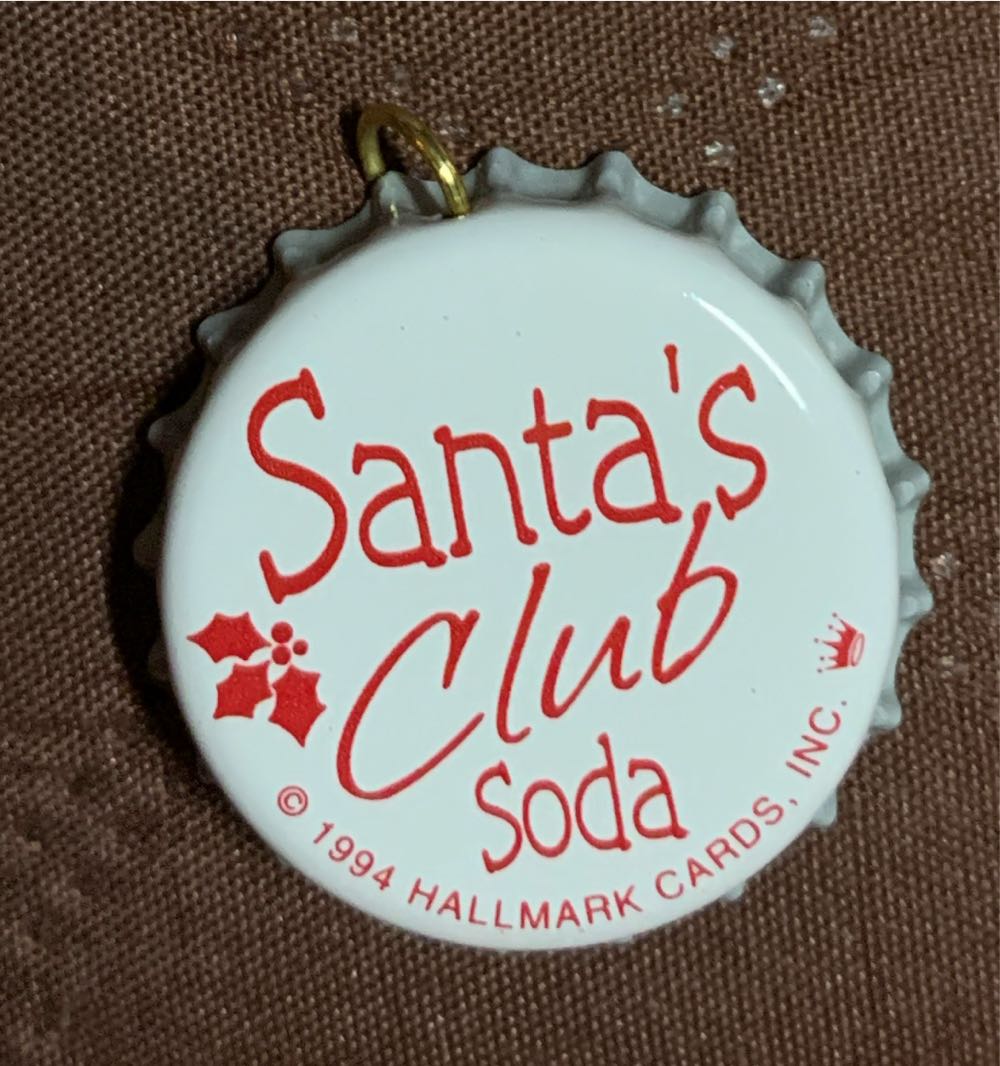 Santa's
Club
soda
© 1994 HALLMARK CARDS, INC.